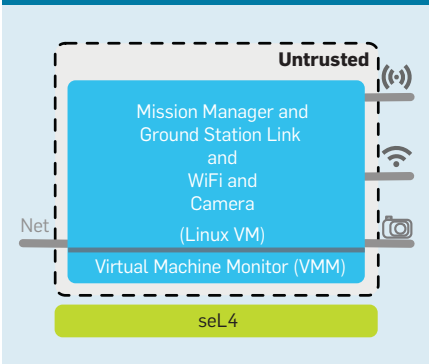 Untrusted
Mission Manager and
Ground Station Link
and
WiFi and
Camera
Net
(Linux VM)
Virtual Machine Monitor (VMM)
seL4